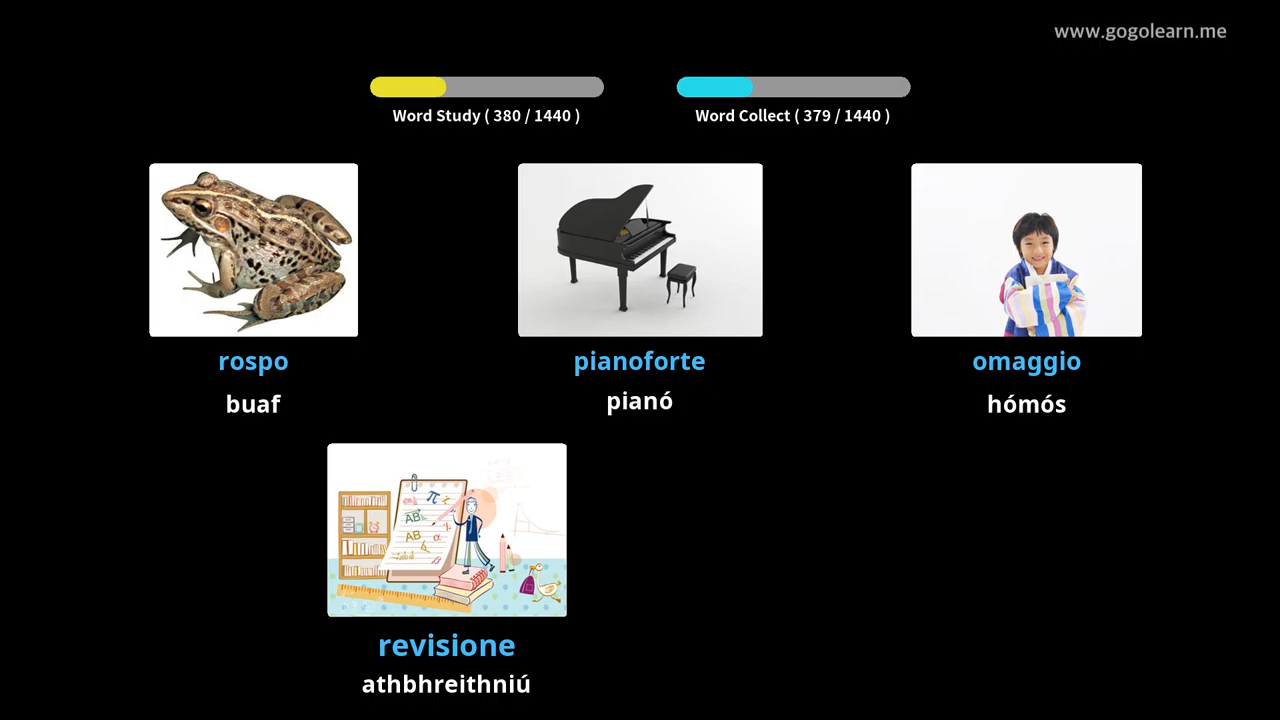 www.gogolearn.me
Word Study ( 380 / 1440 )
Word Collect ( 379 / 1440 )
rospo
buaf
pianoforte
pianó
omaggio
hómós
revisione
athbhreithniú